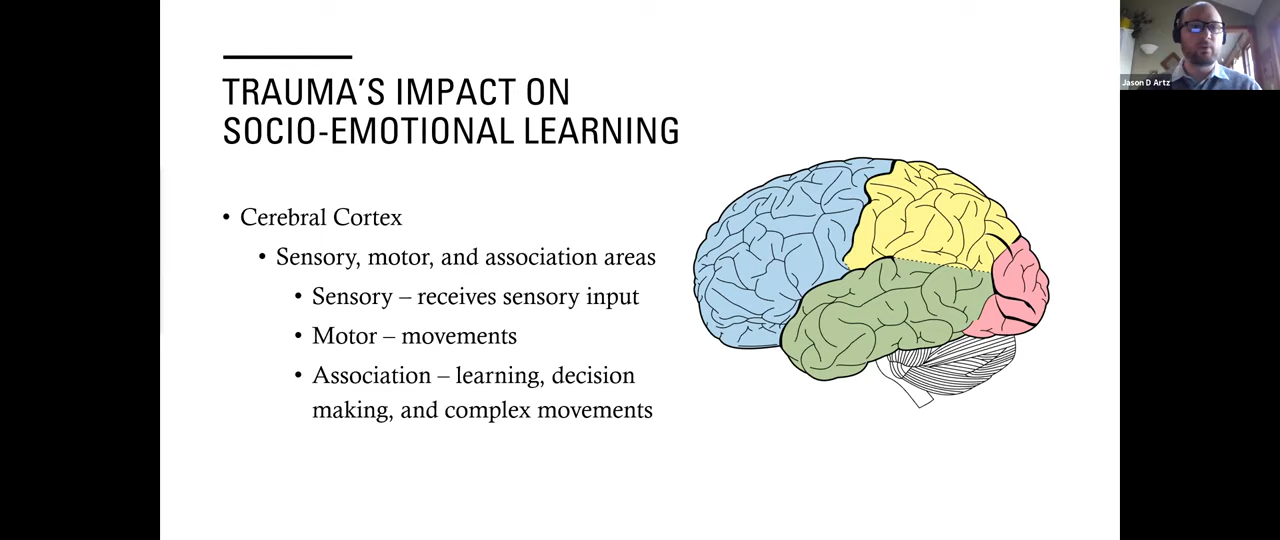 TRAUMA’S IMPACT ON
SOCIO-EMOTIONAL LEARNING
• Cerebral Cortex
• Sensory, motor, and association areas
• Sensory – receives sensory input
• Motor – movements
• Association – learning, decision
making, and complex movements
Jason D Artz